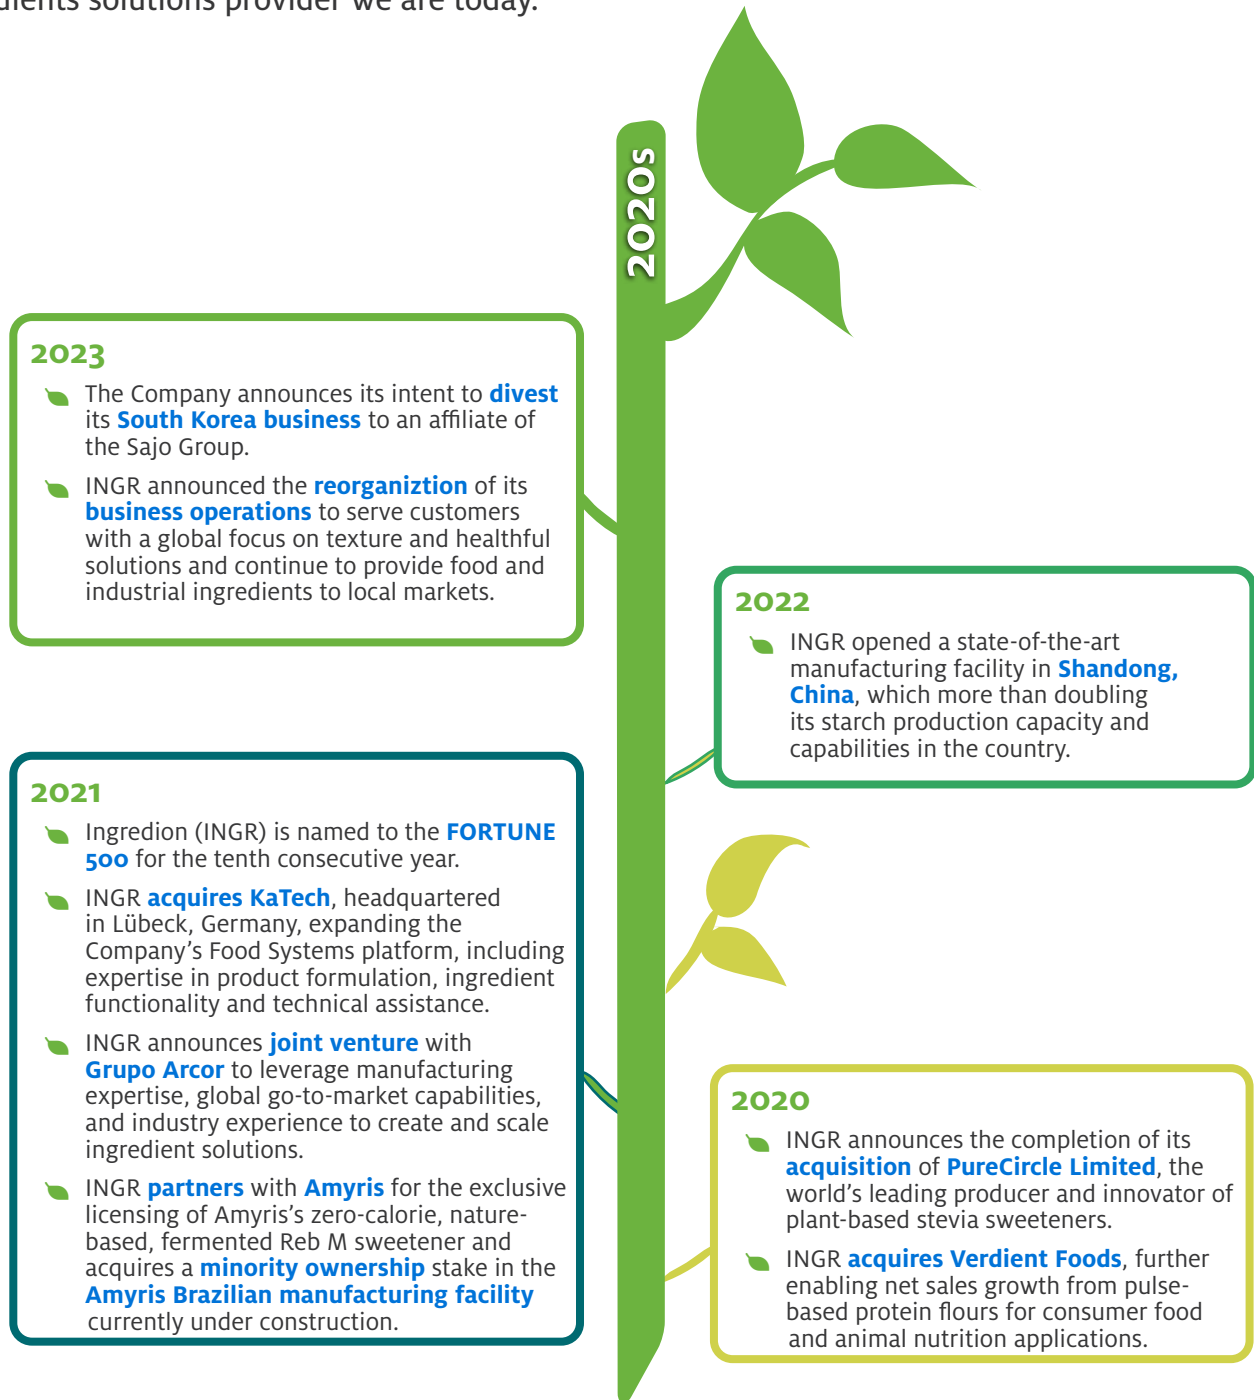 dients solutions provider we are today.
2020s
2023
The Company announces its intent to divest
its South Korea business to an affiliate of
the Sajo Group.
INGR announced the reorganiztion of its
business operations to serve customers
with a global focus on texture and healthful
solutions and continue to provide food and
industrial ingredients to local markets.
2022
INGR opened a state-of-the-art
manufacturing facility in Shandong,
China, which more than doubling
its starch production capacity and
capabilities in the country.
2021
Ingredion (INGR) is named to the FORTUNE
500 for the tenth consecutive year.
INGR acquires KaTech, headquartered
in Lübeck, Germany, expanding the
Company’s Food Systems platform, including
expertise in product formulation, ingredient
functionality and technical assistance.
INGR announces joint venture with
Grupo Arcor to leverage manufacturing
expertise, global go-to-market capabilities,
and industry experience to create and scale
ingredient solutions.
INGR partners with Amyris for the exclusive
licensing of Amyris’s zero-calorie, nature-
based, fermented Reb M sweetener and
acquires a minority ownership stake in the
Amyris Brazilian manufacturing facility
currently under construction.
2020
INGR announces the completion of its
acquisition of PureCircle Limited, the
world’s leading producer and innovator of
plant-based stevia sweeteners.
INGR acquires Verdient Foods, further
enabling net sales growth from pulse-
based protein flours for consumer food
and animal nutrition applications.